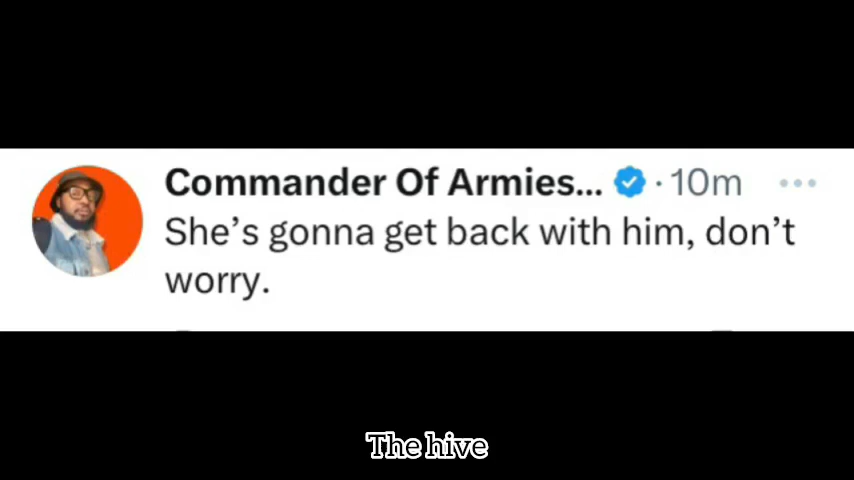 Commander Of Armies... · 10m
She's gonna get back with him, don't
worry.
The hive